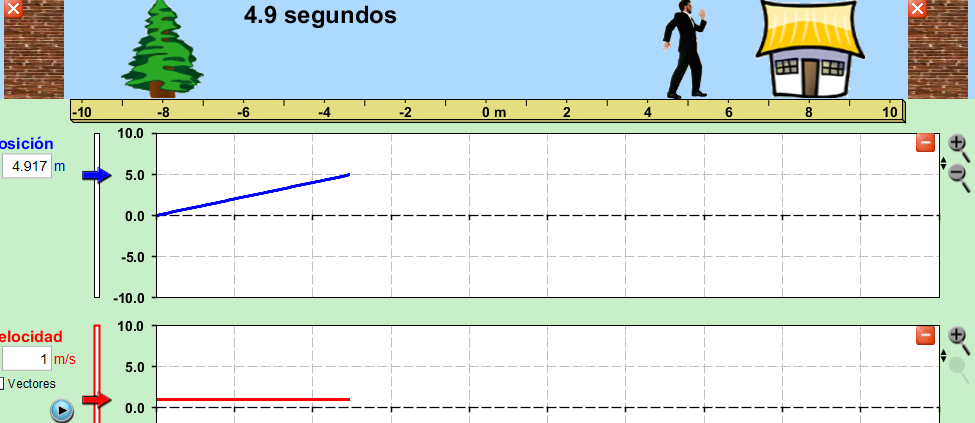 4.9 segundos
-10 -8 -6 -4 -2 0 m 2 4 6 8 10
osición
4.917 m
10.0
5.0
0.0
-5.0
-10.0
elocidad
1 m/s
Vectores
10.0
5.0
0.0